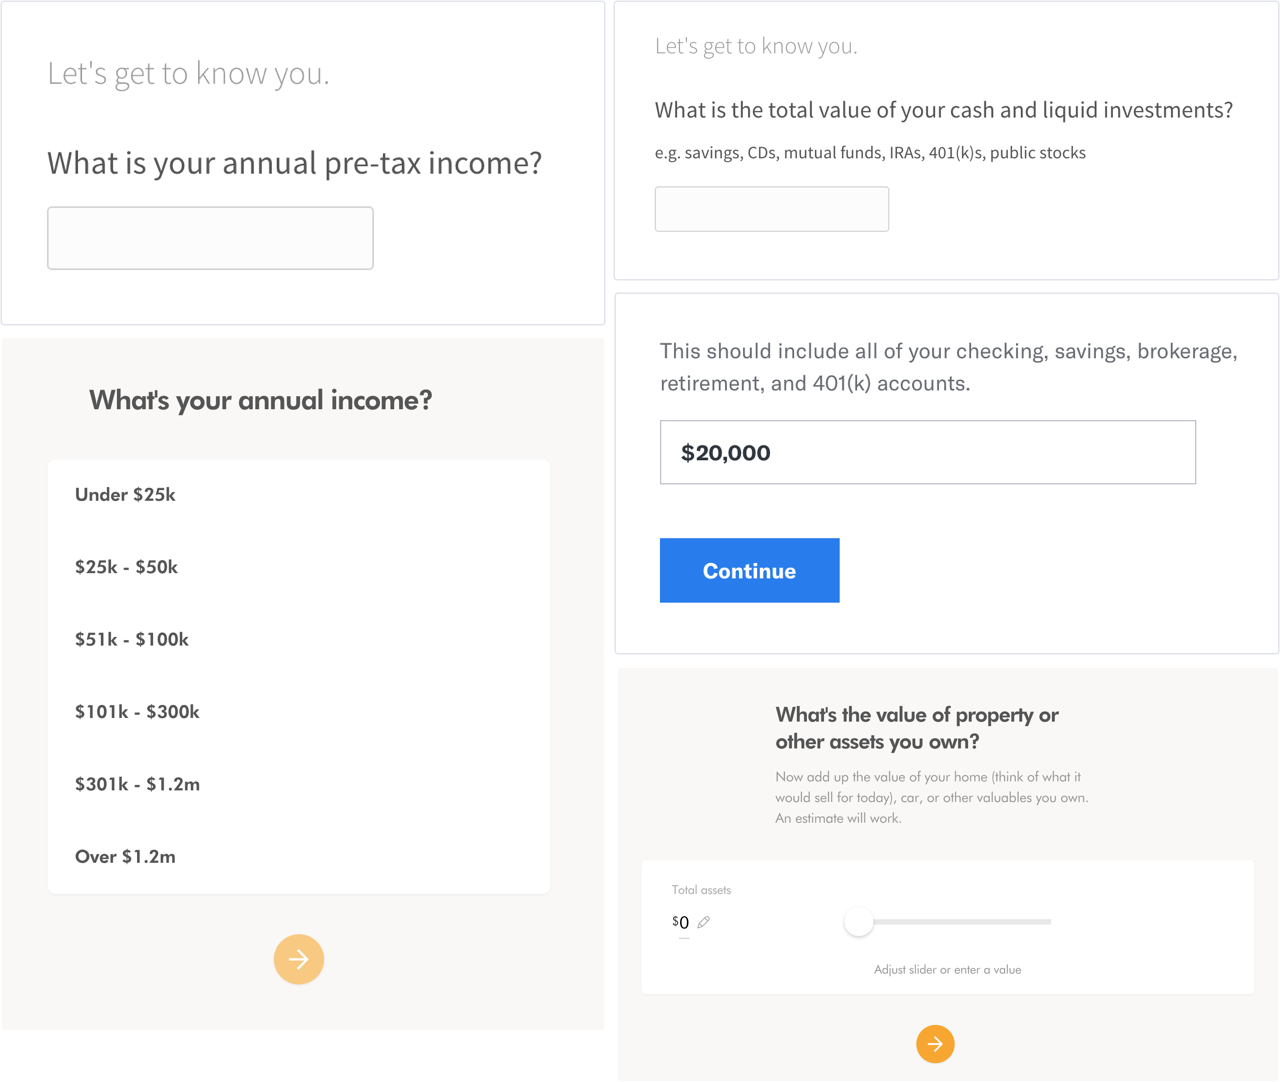 Let's get to know you.
What is your annual pre-tax income?
What's your annual income?
Under $25k
$25k - $50k
$51k - $100k
$101k - $300k
$301k - $1.2m
Over $1.2m
Let's get to know you.
What is the total value of your cash and liquid investments?
e.g. savings, CDs, mutual funds, IRAs, 401(k)s, public stocks
This should include all of your checking, savings, brokerage,
retirement, and 401(k) accounts.
$20,000
Continue
What's the value of property or
other assets you own?
Now add up the value of your home (think of what it
would sell for today), car, or other valuables you own.
An estimate will work.
Total assets
$0
Adjust slider or enter a value